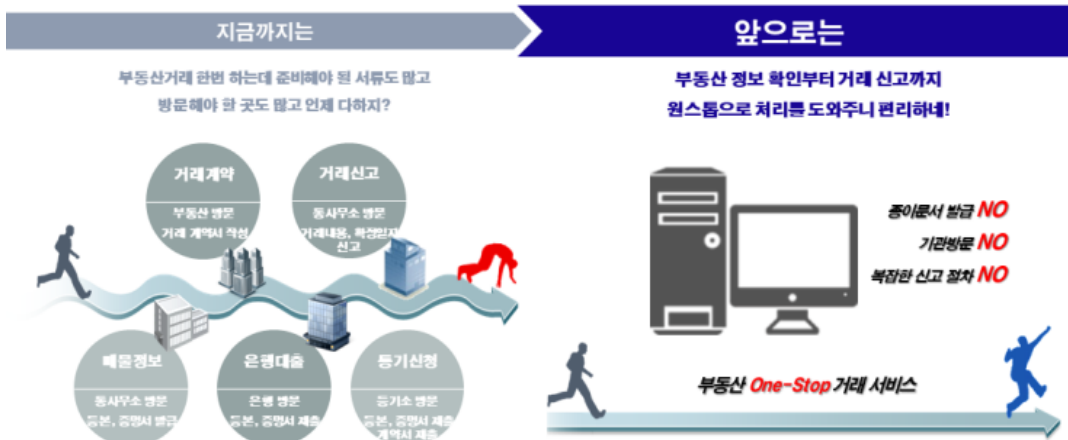 지금까지는
부동산거래 한번 하는데 준비해야 될 서류도 많고
방문해야 할 곳도 많고 언제 다하지?
거래계약
부동산 방문
거래 계약서 작성
거래신고
동사무소 방문
거래내용, 확정일자
신고
매물정보
동사무소 방문
등본, 증명서 발급
은행대출
은행 방문
등본, 증명서 제출
등기신청
등기소 방문
등본, 증명서 제출
계약서 제출
앞으로는
부동산 정보 확인부터 거래 신고까지
원스톱으로 처리를 도와주니 편리하네!
종이문서 발급 NO
기관방문 NO
복잡한 신고 절차 NO
부동산 One-Stop 거래 서비스